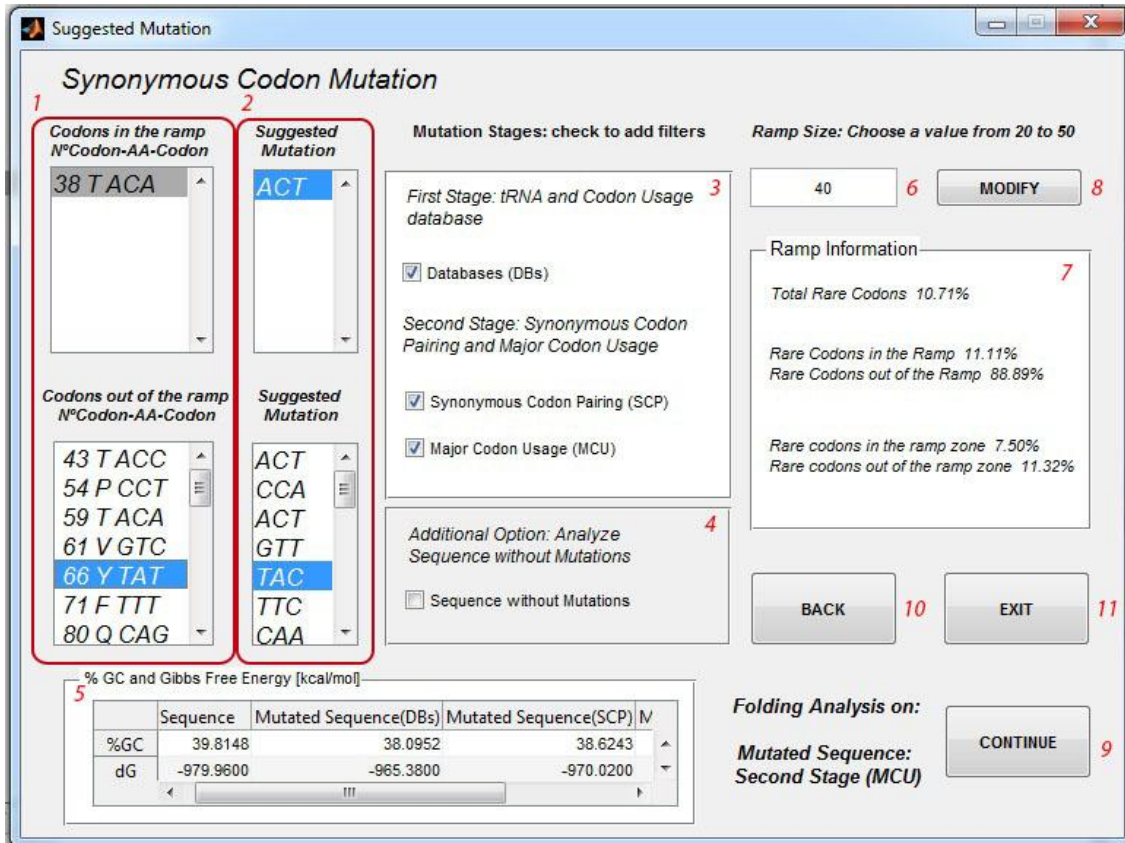 Suggested Mutation
Synonymous Codon Mutation
1
2
Codons in the ramp
NºCodon-AA-Codon
38 T ACA
Suggested
Mutation
ACT
Codons out of the ramp
NºCodon-AA-Codon
43 T ACC
54 P CCT
59 T ACA
61 V GTC
66 Y TAT
71 F TTT
80 Q CAG
Suggested
Mutation
ACT
CCA
ACT
GTT
TAC
TTC
CAA
Mutation Stages: check to add filters
3
First Stage: tRNA and Codon Usage
database
Databases (DBs)
Second Stage: Synonymous Codon
Pairing and Major Codon Usage
Synonymous Codon Pairing (SCP)
Major Codon Usage (MCU)
4
Additional Option: Analyze
Sequence without Mutations
Sequence without Mutations
Ramp Size: Choose a value from 20 to 50
40
6
MODIFY
8
Ramp Information
7
Total Rare Codons 10.71%
Rare Codons in the Ramp 11.11%
Rare Codons out of the Ramp 88.89%
Rare codons in the ramp zone 7.50%
Rare codons out of the ramp zone 11.32%
BACK
10
EXIT
11
% GC and Gibbs Free Energy [kcal/mol]
5
Sequence Mutated Sequence(DBs) Mutated Sequence(SCP) M
%GC 39.8148 38.0952 38.6243
dG -979.9600 -965.3800 -970.0200
Folding Analysis on:
Mutated Sequence:
Second Stage (MCU)
CONTINUE
9